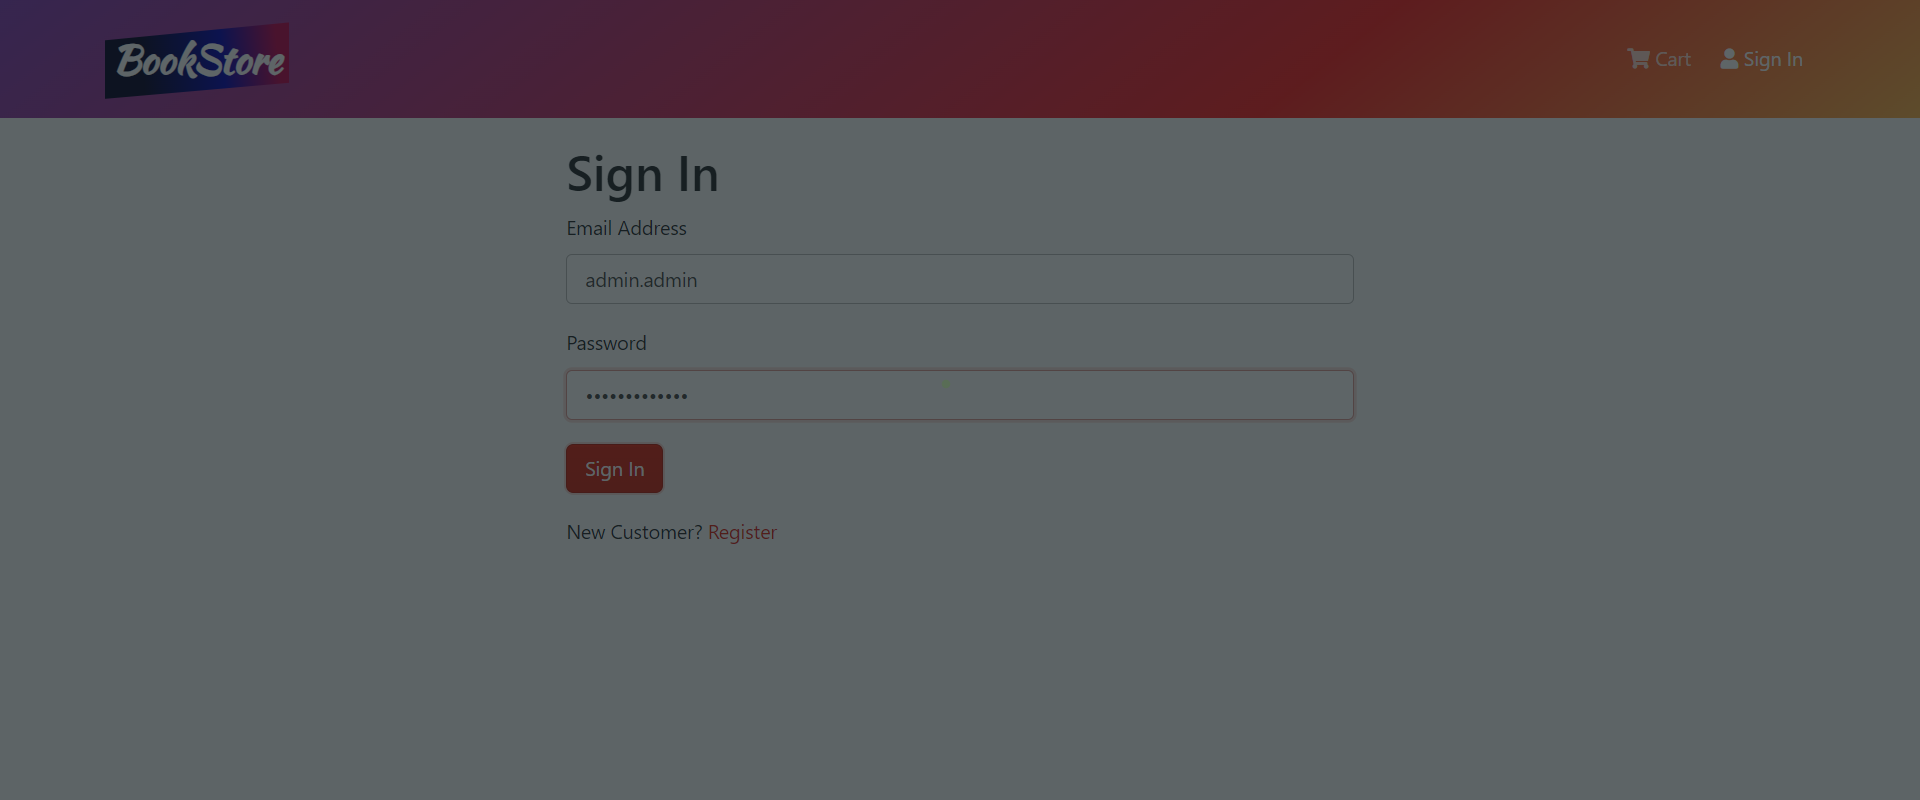 BookStore
Cart
Sign In
Sign In
Email Address
admin.admin
Password
•••••••••••••
Sign In
New Customer? Register